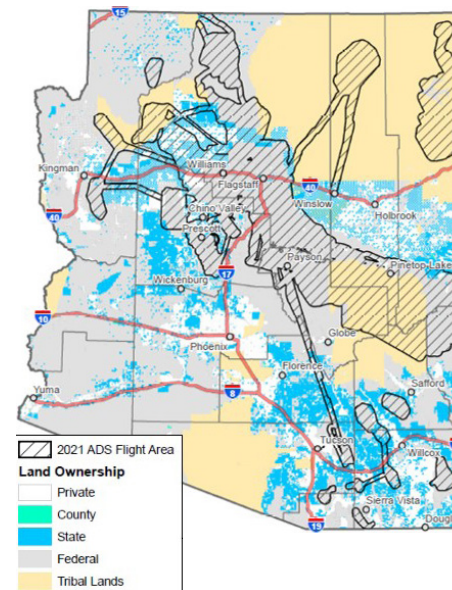 15
Kingman
Williams
Flagstaff
40
Winslow
Holbrook
40
Chino Valley
Prescott
Payson
Pinetop-Lake
17
Wickenburg
10
Phoenix
Globe
Florence
Safford
Yuma
8
Tucson
Willcox
Sierra Vista
Doug
19
2021 ADS Flight Area
Land Ownership
Private
County
State
Federal
Tribal Lands